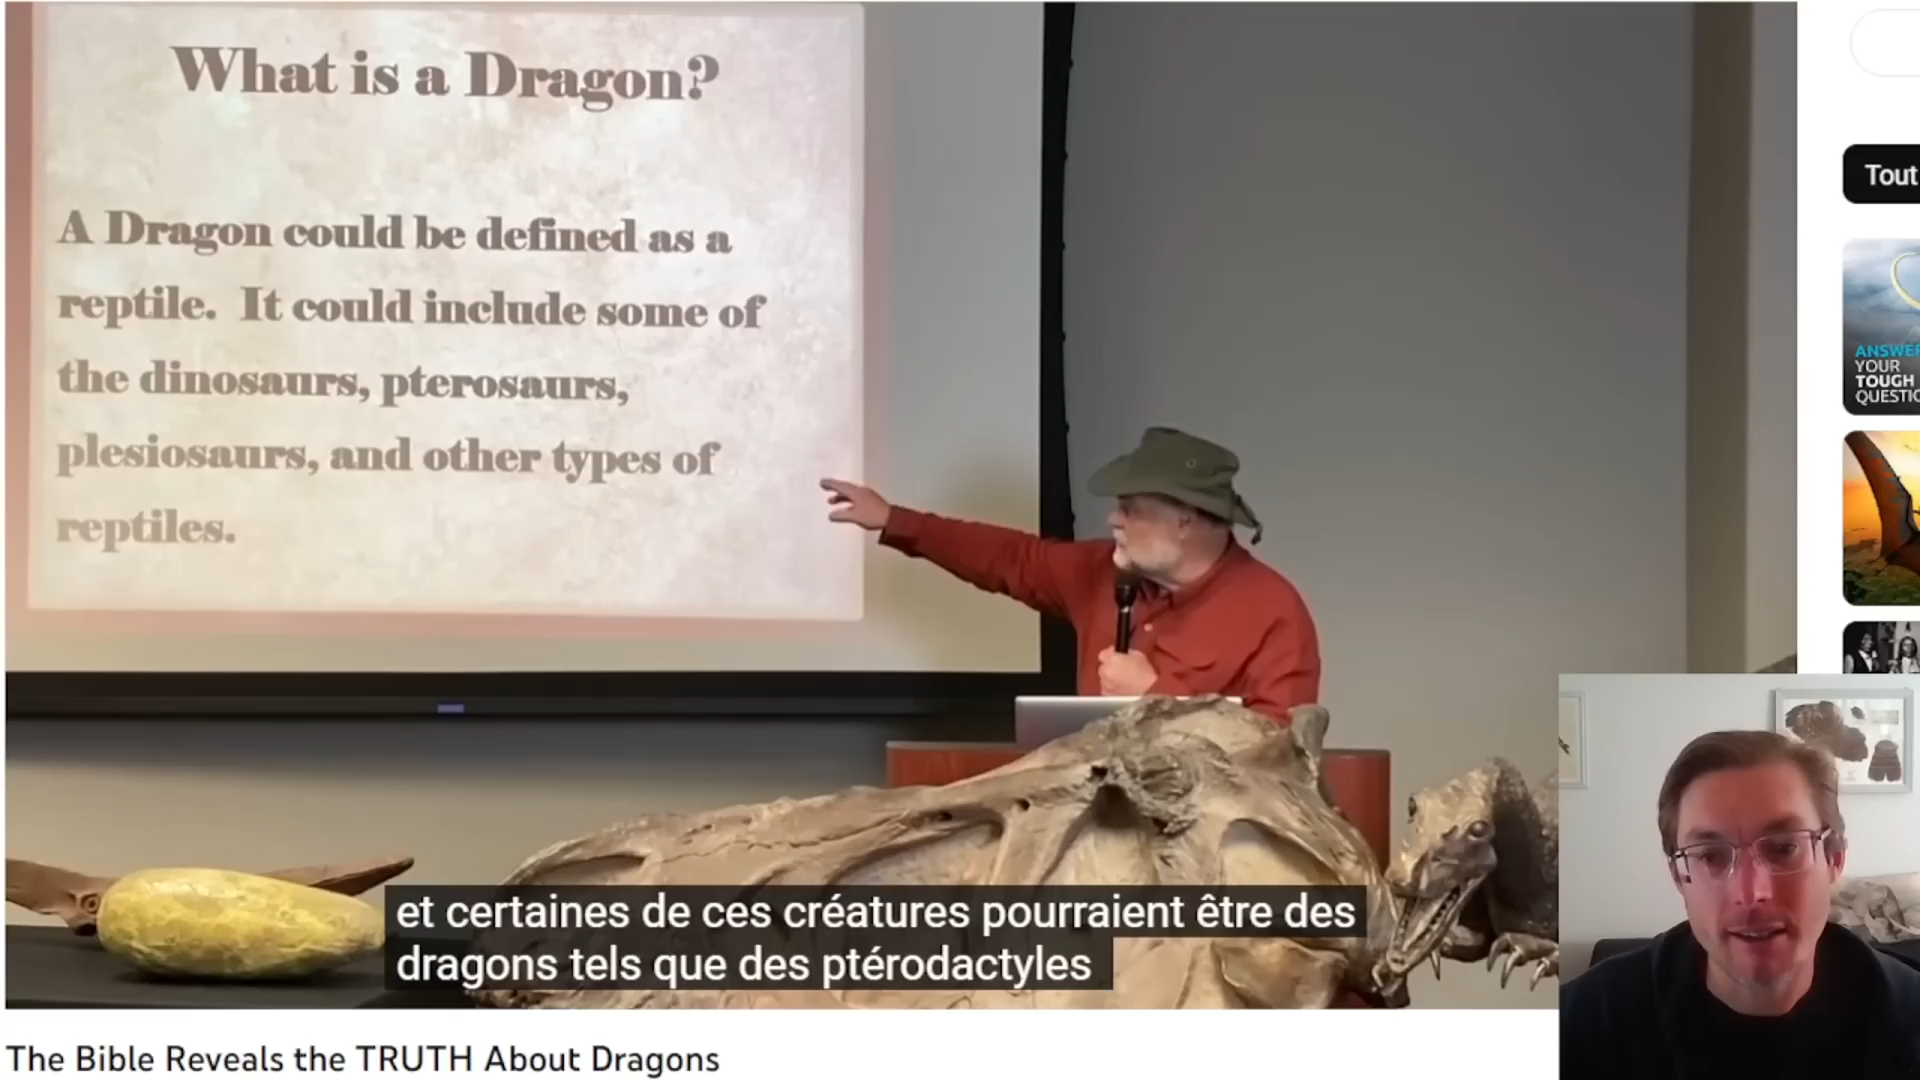 What is a Dragon?
A Dragon could be defined as a
reptile. It could include some of
the dinosaurs, pterosaurs,
plesiosaurs, and other types of
reptiles.
et certaines de ces créatures pourraient être des
dragons tels que des ptérodactyles
The Bible Reveals the TRUTH About Dragons
Tout
YOUR
TOUGH